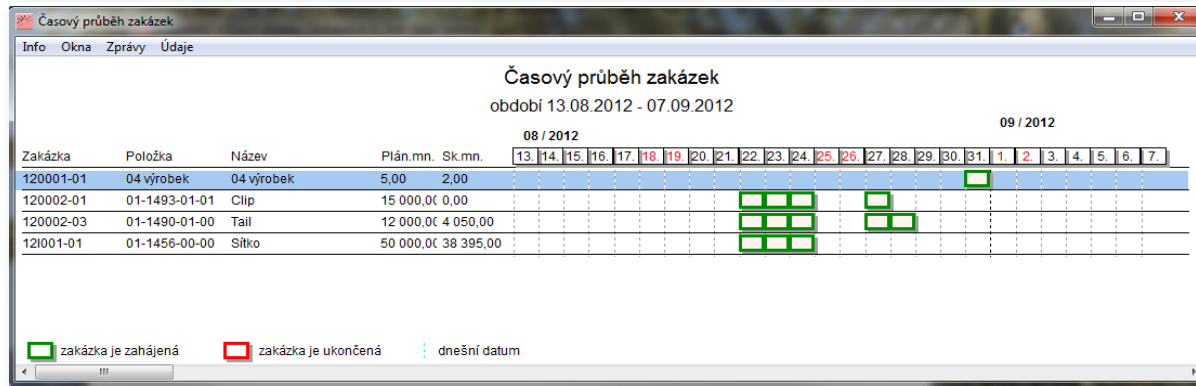 Časový průběh zakázek
Info Okna Zprávy Údaje
Časový průběh zakázek
období 13.08.2012 - 07.09.2012
08 / 2012 09 / 2012
Zakázka Položka Název Plán.mn. Sk.mn. 13. 14. 15. 16. 17. 18. 19. 20. 21. 22. 23. 24. 25. 26. 27. 28. 29. 30. 31. 1. 2. 3. 4. 5. 6. 7.
120001-01 04 výrobek 04 výrobek 5,00 2,00
120002-01 01-1493-01-01 Clip 15 000,0( 0,00
120002-03 01-1490-01-00 Tail 12 000,0( 4 050,00
12I001-01 01-1456-00-00 Sítko 50 000,0( 38 395,00
zakázka je zahájená zakázka je ukončená dnešní datum